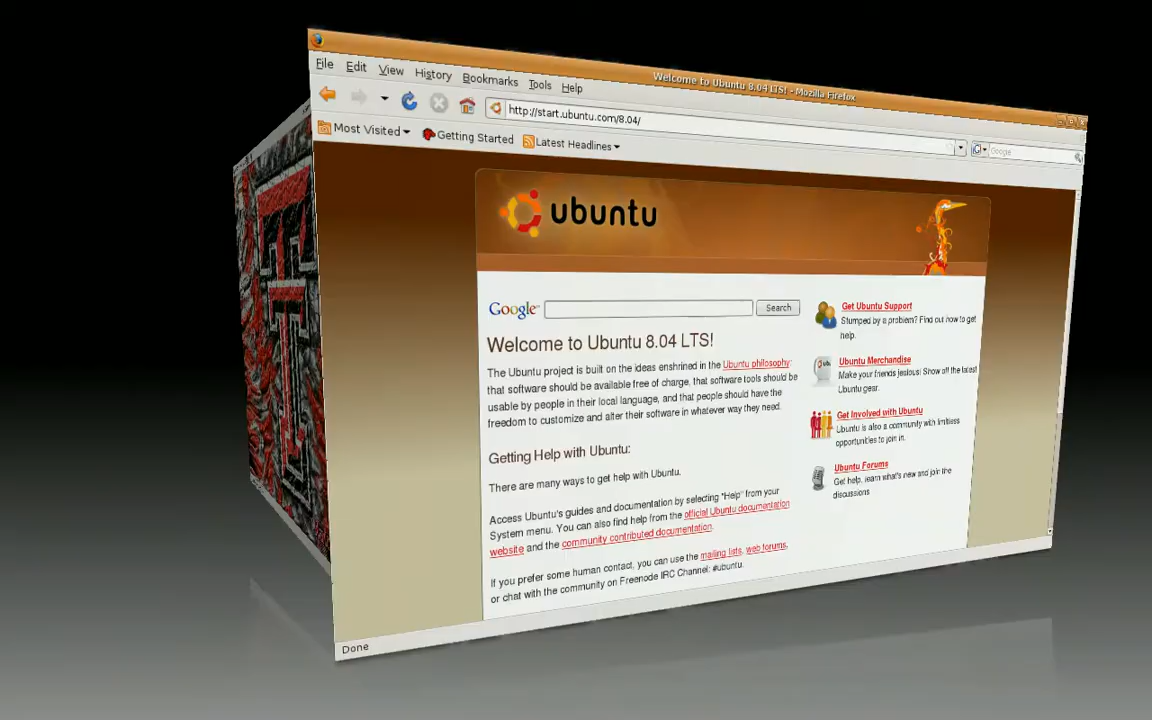 Welcome to Ubuntu 8.04 LTS! - Mozilla Firefox
File Edit View History Bookmarks Tools Help
http://start.ubuntu.com/8.04/
Google
Most Visited Getting Started Latest Headlines
ubuntu
Google™ Search
Welcome to Ubuntu 8.04 LTS!
The Ubuntu project is built on the ideas enshrined in the Ubuntu philosophy:
that software should be available free of charge, that software tools should be
usable by people in their local language, and that people should have the
freedom to customize and alter their software in whatever way they need.
Getting Help with Ubuntu:
There are many ways to get help with Ubuntu.
Access Ubuntu's guides and documentation by selecting "Help" from your
System menu. You can also find help from the official Ubuntu documentation
website and the community contributed documentation.
If you prefer some human contact, you can use the mailing lists, web forums,
or chat with the community on Freenode IRC Channel: #ubuntu.
Get Ubuntu Support
Stumped by a problem? Find out how to get
help.
Ubuntu Merchandise
Make your friends jealous! Show off the latest
Ubuntu gear.
Get Involved with Ubuntu
Ubuntu is also a community with limitless
opportunities to join in.
Ubuntu Forums
Get help, learn what's new and join the
discussions
Done